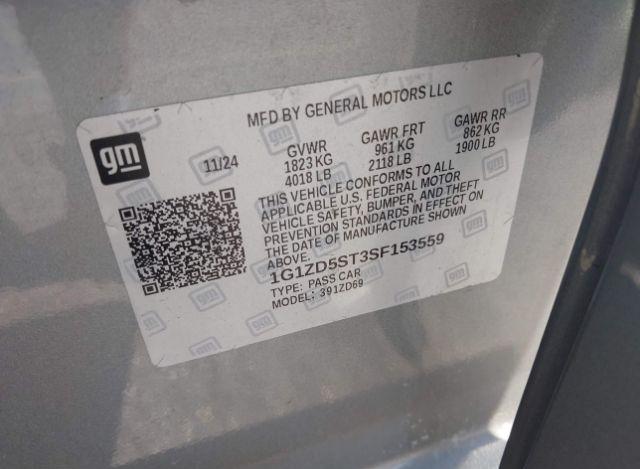 MFD BY GENERAL MOTORS LLC
gm
11/24 GVWR GAWR FRT GAWR RR
1823 KG 961 KG 862 KG
4018 LB 2118 LB 1900 LB
THIS VEHICLE CONFORMS TO ALL
APPLICABLE U.S. FEDERAL MOTOR
VEHICLE SAFETY, BUMPER, AND THEFT
PREVENTION STANDARDS IN EFFECT ON
THE DATE OF MANUFACTURE SHOWN
ABOVE.
1G1ZD5ST3SF153559
TYPE: PASS CAR
MODEL: 391ZD69